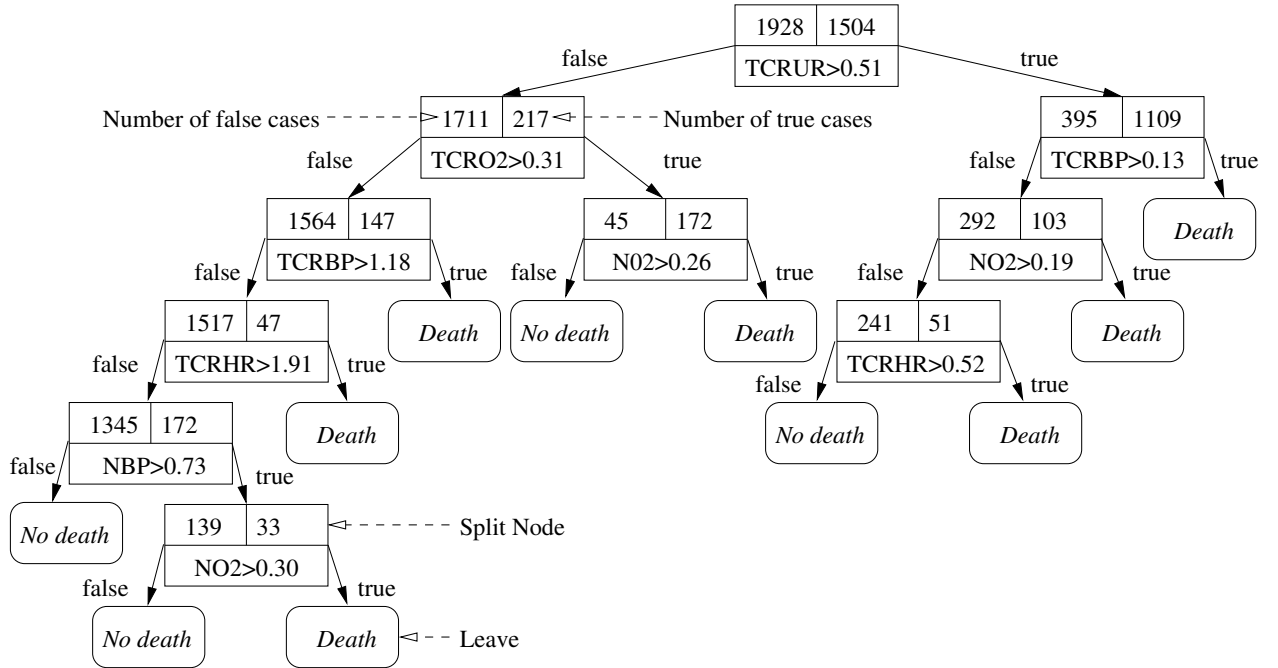 1928 1504
false TCRUR>0.51 true
Number of false cases 1711 217 Number of true cases 395 1109
false TCRO2>0.31 true false TCRBP>0.13 true
1564 147 45 172 292 103 Death
false TCRBP>1.18 true false N02>0.26 true false NO2>0.19 true
1517 47 Death No death Death 241 51 Death
false TCRHR>1.91 true false TCRHR>0.52 true
1345 172 Death No death Death
false NBP>0.73 true
No death 139 33 Split Node
false NO2>0.30 true
No death Death Leave